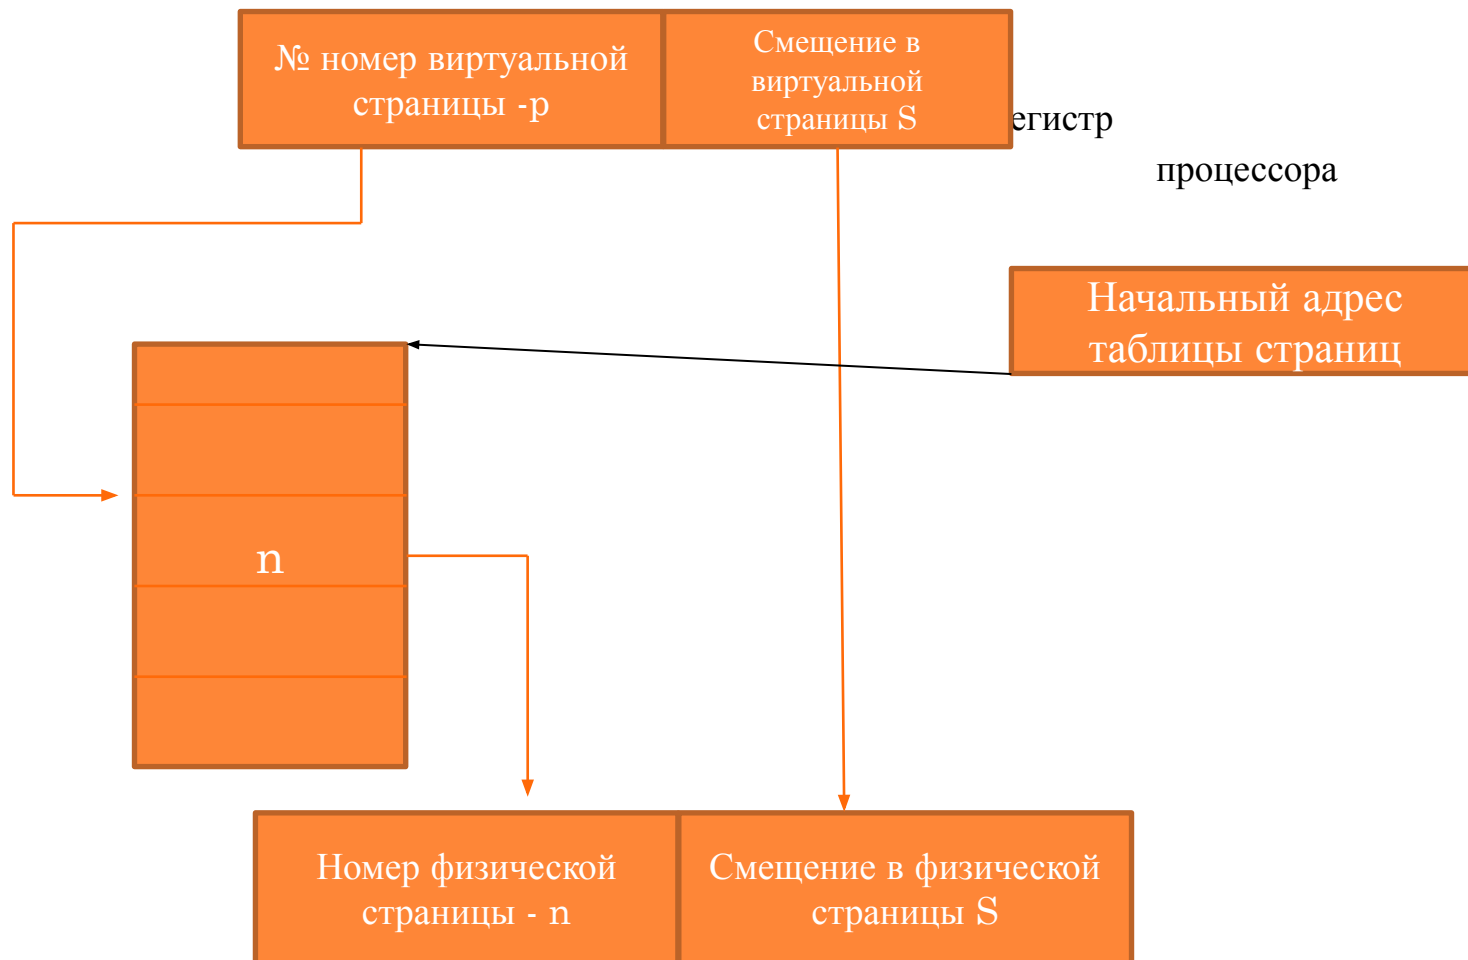 № номер виртуальной
страницы -p
Смещение в
виртуальной
страницы S
егистр
процессора
Начальный адрес
таблицы страниц
n
Номер физической
страницы - n
Смещение в физической
страницы S